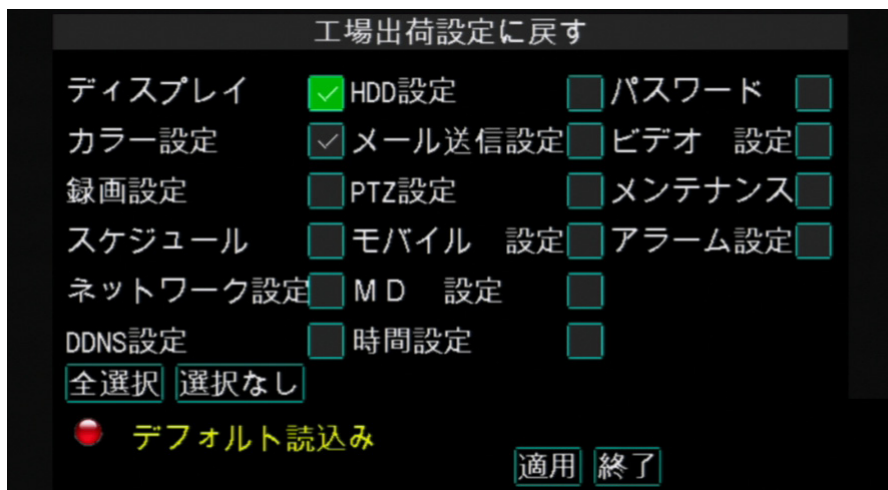 工場出荷設定に戻す
ディスプレイ HDD設定 パスワード
カラー設定 メール送信設定 ビデオ 設定
録画設定 PTZ設定 メンテナンス
スケジュール モバイル 設定 アラーム設定
ネットワーク設定 ＭＤ 設定
DDNS設定 時間設定
全選択 選択なし
デフォルト読込み
適用 終了